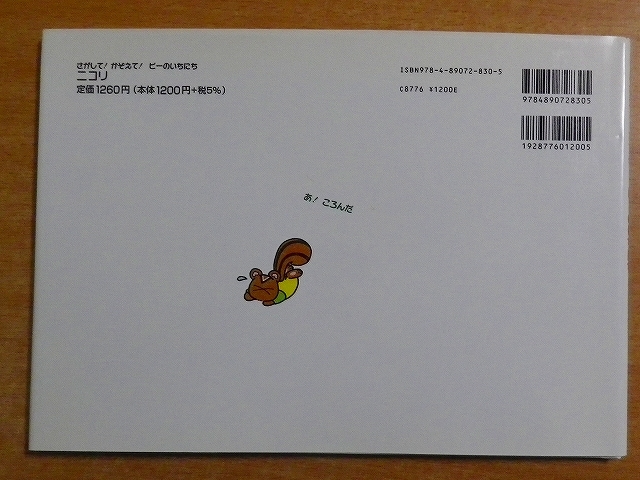 さがして！かぞえて！ ピーのいちにち
ニコリ
定価1260円（本体1200円+税5%）
ISBN978-4-89072-830-5
C8776 ¥1200E
9784890728305
1928776012005
あ！ ころんだ